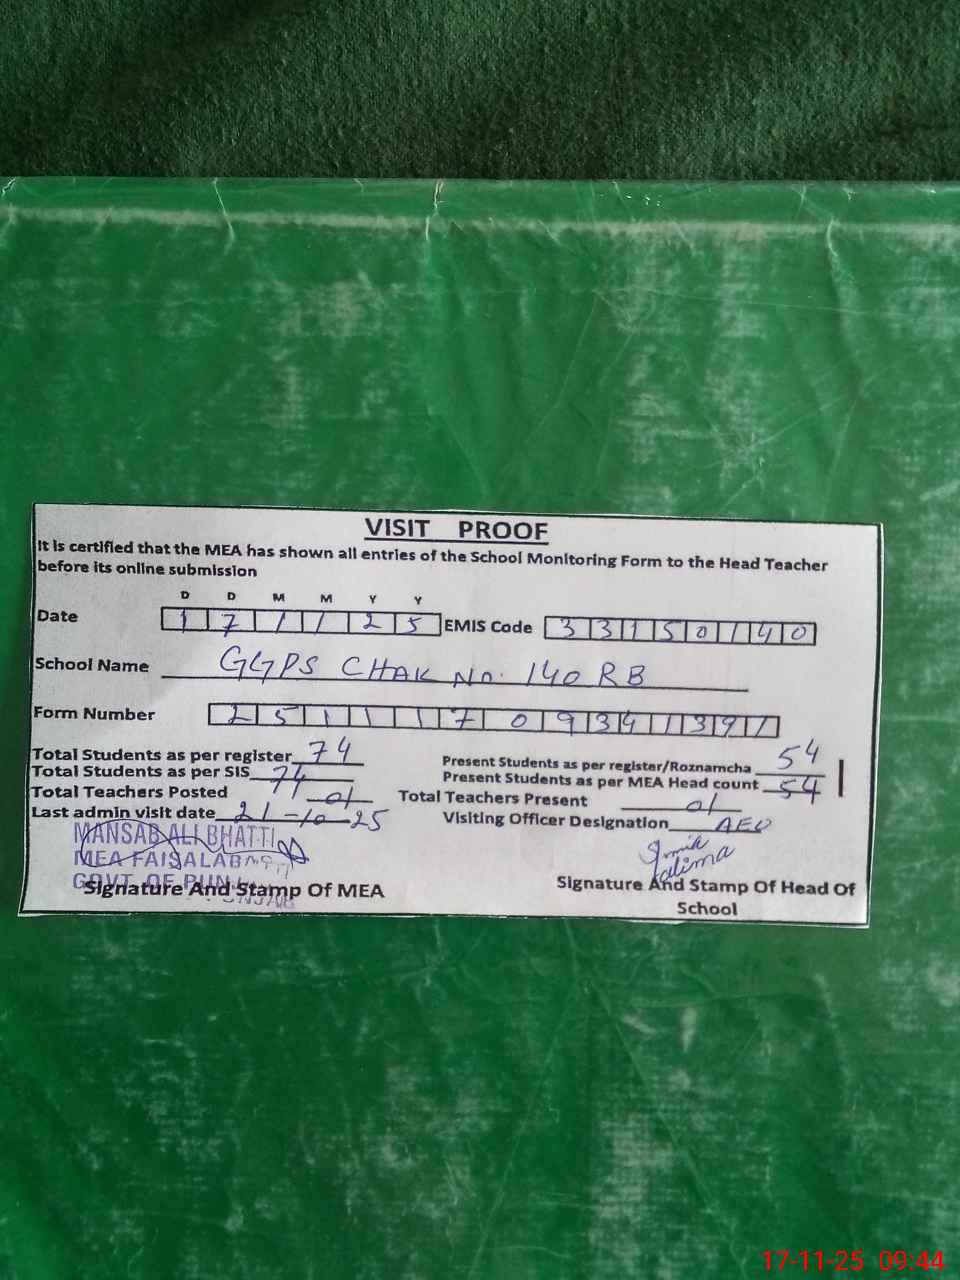 VISIT PROOF
It is certified that the MEA has shown all entries of the School Monitoring Form to the Head Teacher
before its online submission
D D M M Y Y
Date 1 7 1 1 2 5 EMIS Code 3 3 1 5 0 1 4 0
School Name GGPS CHAK No. 140 RB
Form Number 2 5 1 1 1 7 0 9 3 4 1 3 9 1
Total Students as per register 74 Present Students as per register/Roznamcha 54
Total Students as per SIS 74 Present Students as per MEA Head count 54
Total Teachers Posted 01 Total Teachers Present 01
Last admin visit date 21-10-25 Visiting Officer Designation AEO
MANSAB ALI BHATTI
MEA FAISALABAD
GOVT. OF PUNJAB
Signature And Stamp Of MEA
Fatima
Signature And Stamp Of Head Of
School
17-11-25 09:44